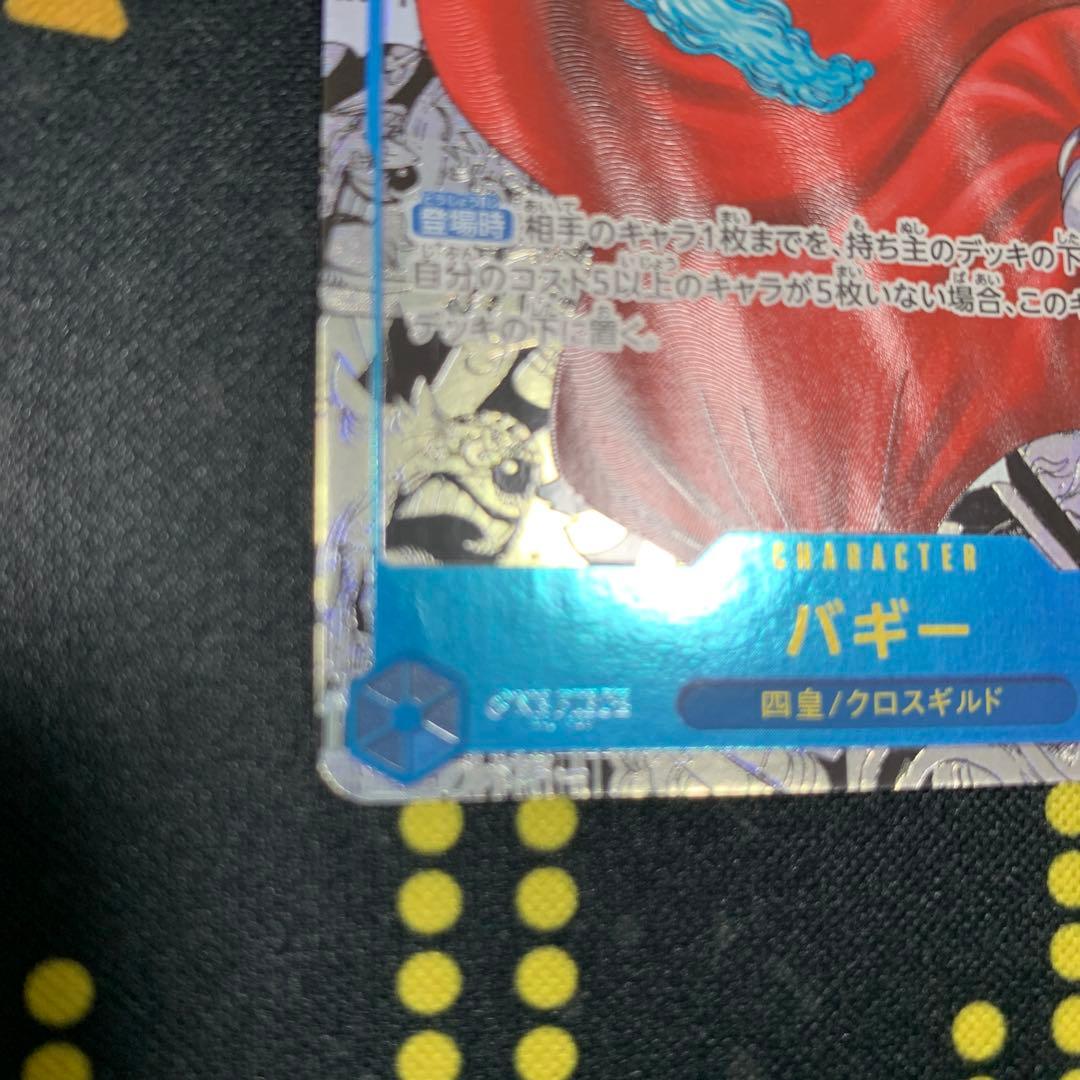 登場時 相手のキャラ1枚までを、持ち主のデッキの下
自分のコスト5以上のキャラが5枚いない場合、このキ
デッキの下に置く。
CHARACTER
バギー
四皇/クロスギルド
ONE PIECE